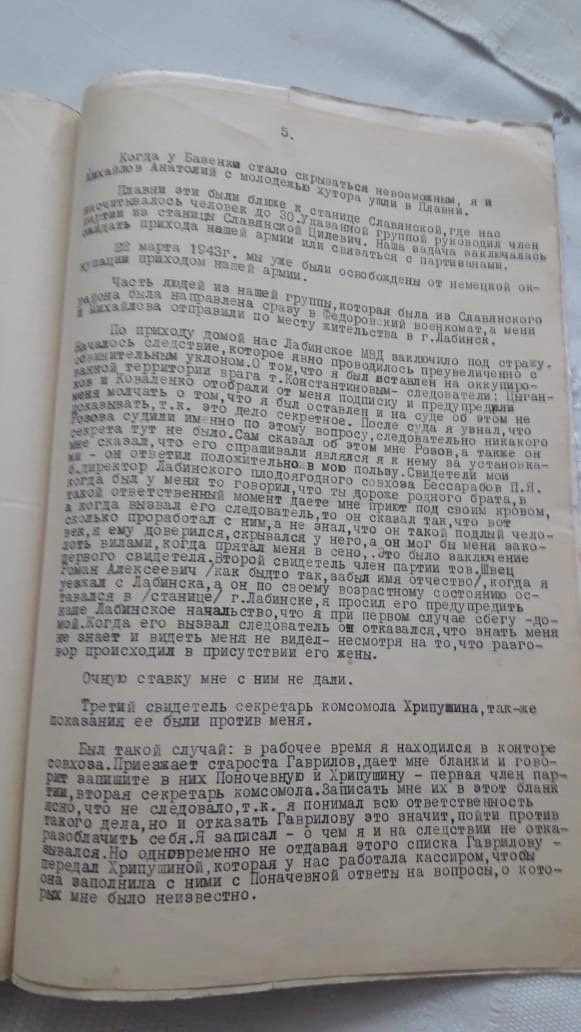 5.
Когда у Бавенко стало скрываться невозможным, я и
Михайлов Анатолий с молодежью хутора ушли в Плавни.
Плавни эти были ближе к станице Славянской, где нас
насчитывалось человек до 30. Указанной группой руководил член
партии из станицы Славянской Цилевич. Наша задача заключалась
ожидать прихода нашей армии или связаться с партизанами.
22 марта 1943г. мы уже были освобождены от немецкой ок-
купации приходом нашей армии.
Часть людей из нашей группы, которая была из Славянского
района была направлена сразу в Федоровский военкомат, а меня
и Михайлова отправили по месту жительства в г.Лабинск.
По приходу домой нас Лабинское МВД заключило под стражу.
Началось следствие, которое явно проводилось преувеличенно с
обвинительным уклоном. О том, что я был оставлен на оккупиро-
ванной территории врага т.Константиновым- следователи: Цыган-
ков и Коваленко отобрали от меня подписку и предупредили
меня молчать о том, что я был оставлен и на суде об этом не
показывать, т.к. это дело секретное. После суда я узнал, что
Розова судили именно по этому вопросу, следовательно никакого
секрета тут не было. Сам сказал об этом мне Розов, а также он
мне сказал, что его спрашивали являлся я к нему за установка-
ми - он ответил положительно в мою пользу. Свидетели мои
б.директор Лабинского плодоягодного совхоза Бессарабов П.Я.
когда был у меня то говорил, что ты дороже родного брата, в
такой ответственный момент даете мне приют под своим кровом,
а когда вызвал его следователь, то он сказал так, что вот
сколько проработал с ним, а не знал, что он такой подлый чело-
век, я ему доверился, скрывался у него, а он мог бы меня зако-
лоть вилами, когда прятал меня в сено,. Это было заключение
первого свидетеля. Второй свидетель член партии тов. Швец
Роман Алексеевич /как быдто так, забыл имя отчество/, когда я
уезжал с Лабинска, а он по своему возрастному состоянию ос-
тавался в /станице/ г.Лабинске, я просил его предупредить
наше Лабинское начальство, что я при первом случае сбегу -до-
мой. Когда его вызвал следователь он отказался, что знать меня
не знает и видеть меня не видел- несмотря на то, что разго-
вор происходил в присутствии его жены.
Очную ставку мне с ним не дали.
Третий свидетель секретарь комсомола Хрипушина, так-же
показания ее были против меня.
Был такой случай: в рабочее время я находился в конторе
совхоза. Приезжает староста Гаврилов, дает мне бланки и гово-
рит запишите в них Поночевную и Хрипушину - первая член пар-
тии, вторая секретарь комсомола. Записать мне их в этот бланк
ясно, что не следовало, т.к. я понимал всю ответственность
такого дела, но и отказать Гаврилову это значит, пойти против
разоблачить себя. Я записал - о чем я и на следствии не отка-
зывался. Но одновременно не отдавая этого списка Гаврилову -
передал Хрипушиной, которая у нас работала кассиром, чтобы
она заполнила с ними с Поначевной ответы на вопросы, о кото-
рых мне было неизвестно.